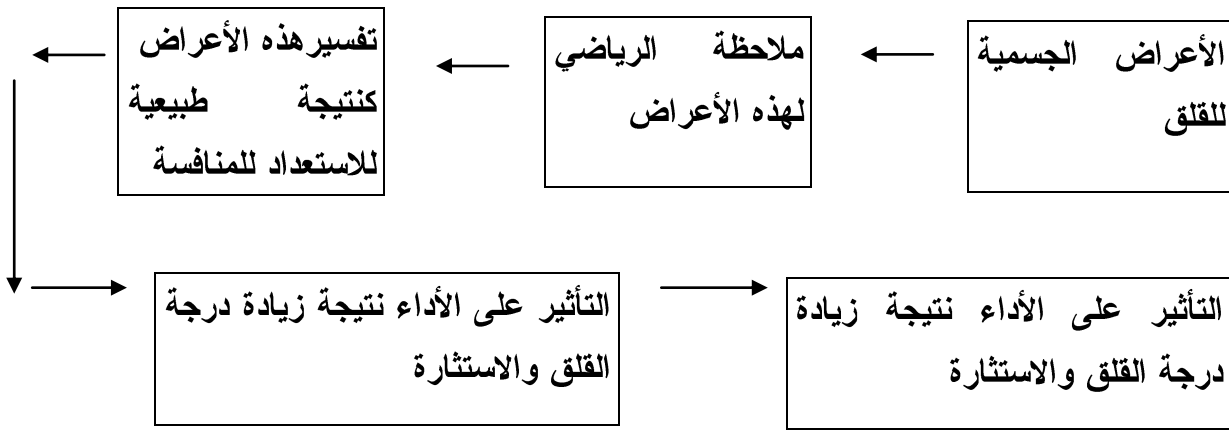 الأعراض الجسمية
للقلق
ملاحظة الرياضي
لهذه الأعراض
تفسيرهذه الأعراض
كنتيجة طبيعية
للاستعداد للمنافسة
التأثير على الأداء نتيجة زيادة درجة
القلق والاستثارة
التأثير على الأداء نتيجة زيادة
درجة القلق والاستثارة